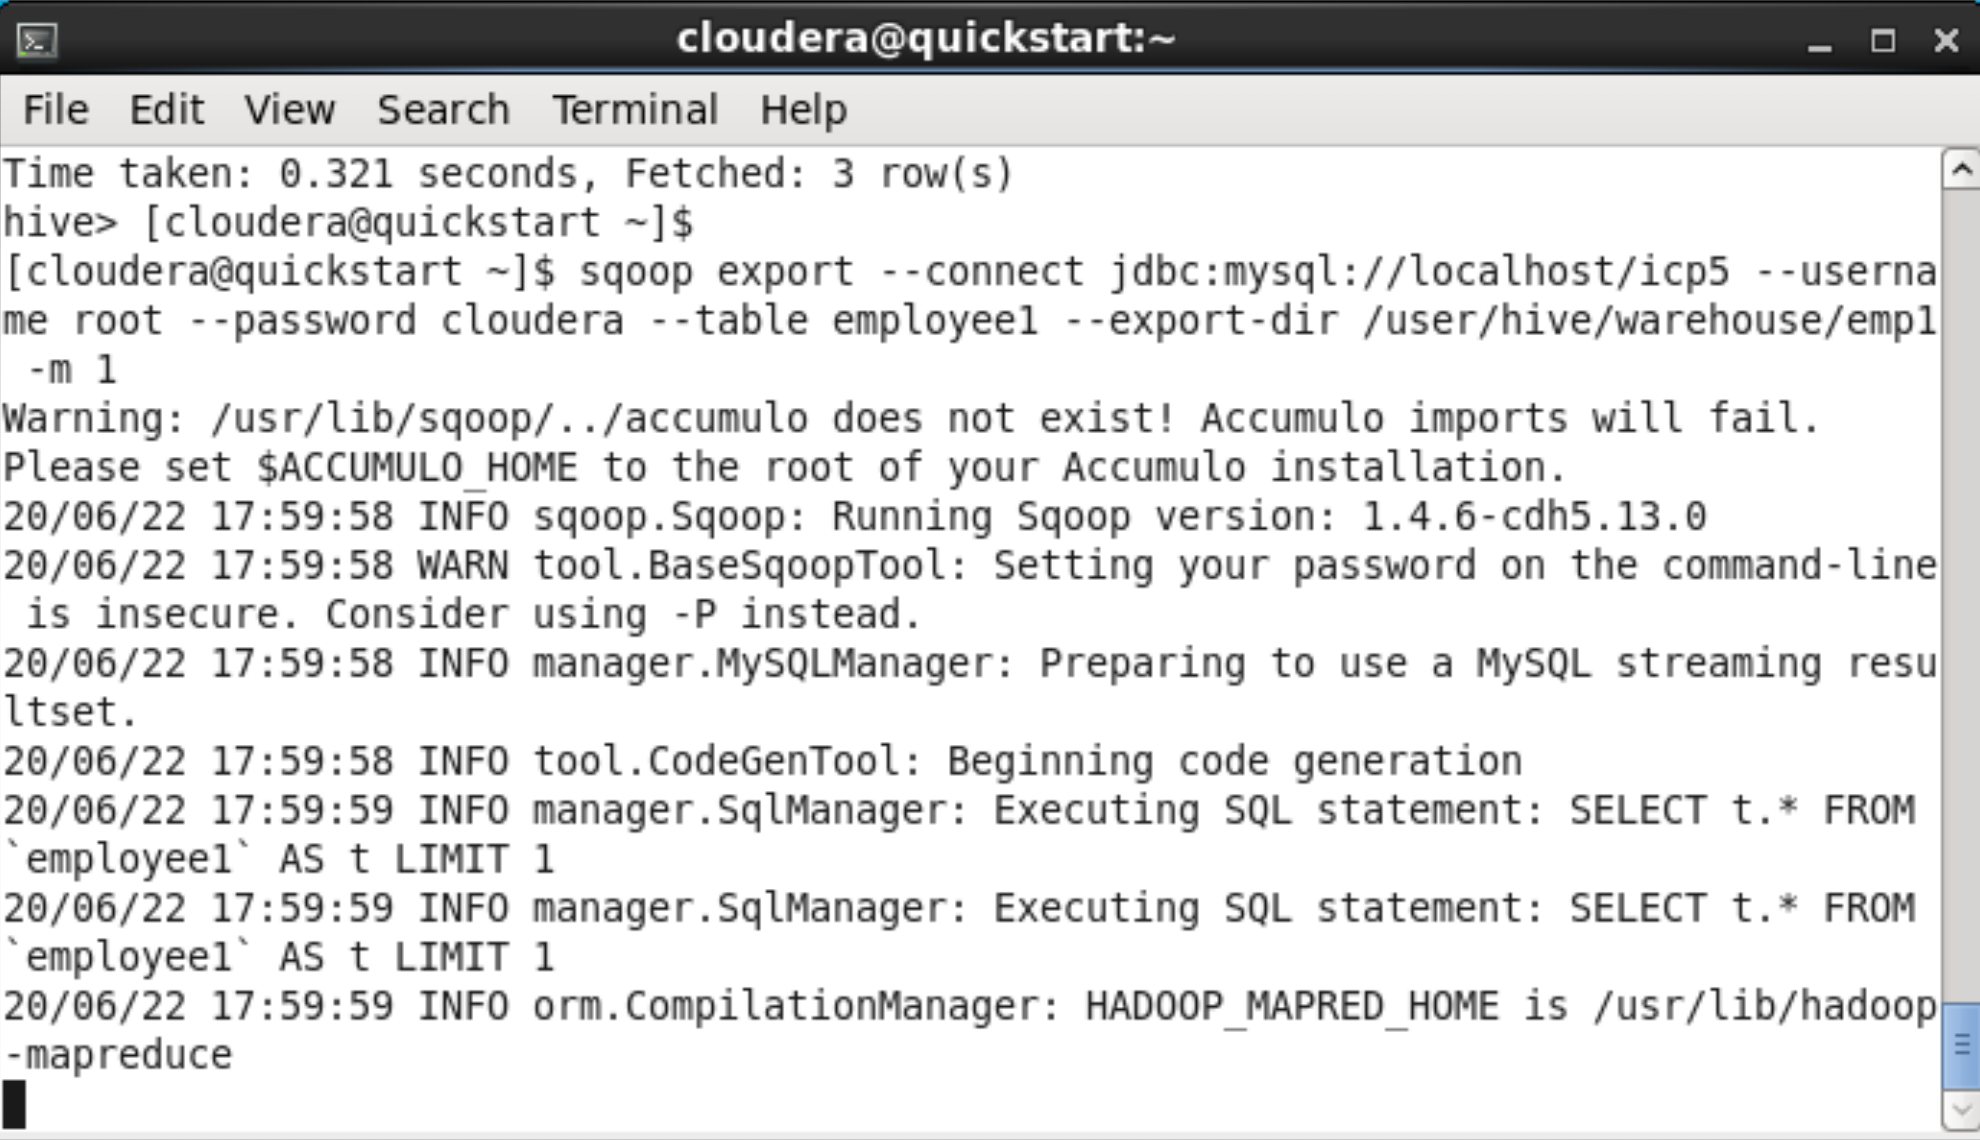 cloudera@quickstart:~
File Edit View Search Terminal Help
Time taken: 0.321 seconds, Fetched: 3 row(s)
hive> [cloudera@quickstart ~]$
[cloudera@quickstart ~]$ sqoop export --connect jdbc:mysql://localhost/icp5 --userna
me root --password cloudera --table employee1 --export-dir /user/hive/warehouse/emp1
 -m 1
Warning: /usr/lib/sqoop/../accumulo does not exist! Accumulo imports will fail.
Please set $ACCUMULO_HOME to the root of your Accumulo installation.
20/06/22 17:59:58 INFO sqoop.Sqoop: Running Sqoop version: 1.4.6-cdh5.13.0
20/06/22 17:59:58 WARN tool.BaseSqoopTool: Setting your password on the command-line
 is insecure. Consider using -P instead.
20/06/22 17:59:58 INFO manager.MySQLManager: Preparing to use a MySQL streaming resu
ltset.
20/06/22 17:59:58 INFO tool.CodeGenTool: Beginning code generation
20/06/22 17:59:59 INFO manager.SqlManager: Executing SQL statement: SELECT t.* FROM
`employee1` AS t LIMIT 1
20/06/22 17:59:59 INFO manager.SqlManager: Executing SQL statement: SELECT t.* FROM
`employee1` AS t LIMIT 1
20/06/22 17:59:59 INFO orm.CompilationManager: HADOOP_MAPRED_HOME is /usr/lib/hadoop
-mapreduce